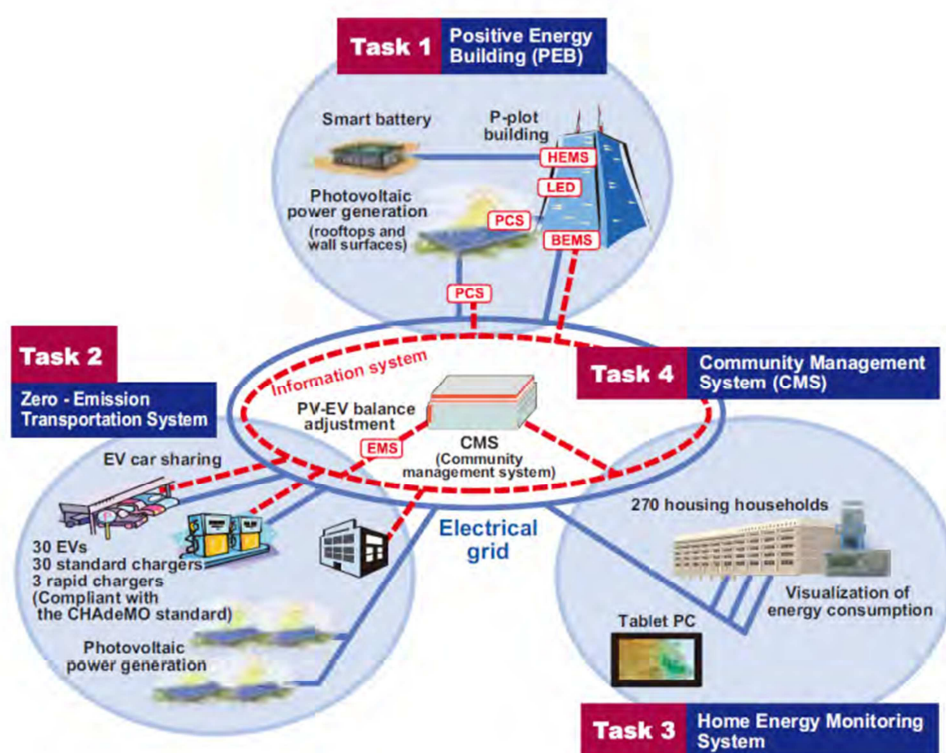 Task 1
Positive Energy
Building (PEB)
Smart battery
P-plot
building
HEMS
LED
Photovoltaic
power generation
(rooftops and
wall surfaces)
PCS
BEMS
PCS
Task 2
Zero - Emission
Transportation System
Information system
Task 4
Community Management
System (CMS)
PV-EV balance
adjustment
EMS
CMS
(Community
management system)
EV car sharing
30 EVs
30 standard chargers
3 rapid chargers
(Compliant with
the CHAdeMO standard)
Photovoltaic
power generation
Electrical
grid
270 housing households
Visualization of
energy consumption
Tablet PC
Task 3
Home Energy Monitoring
System